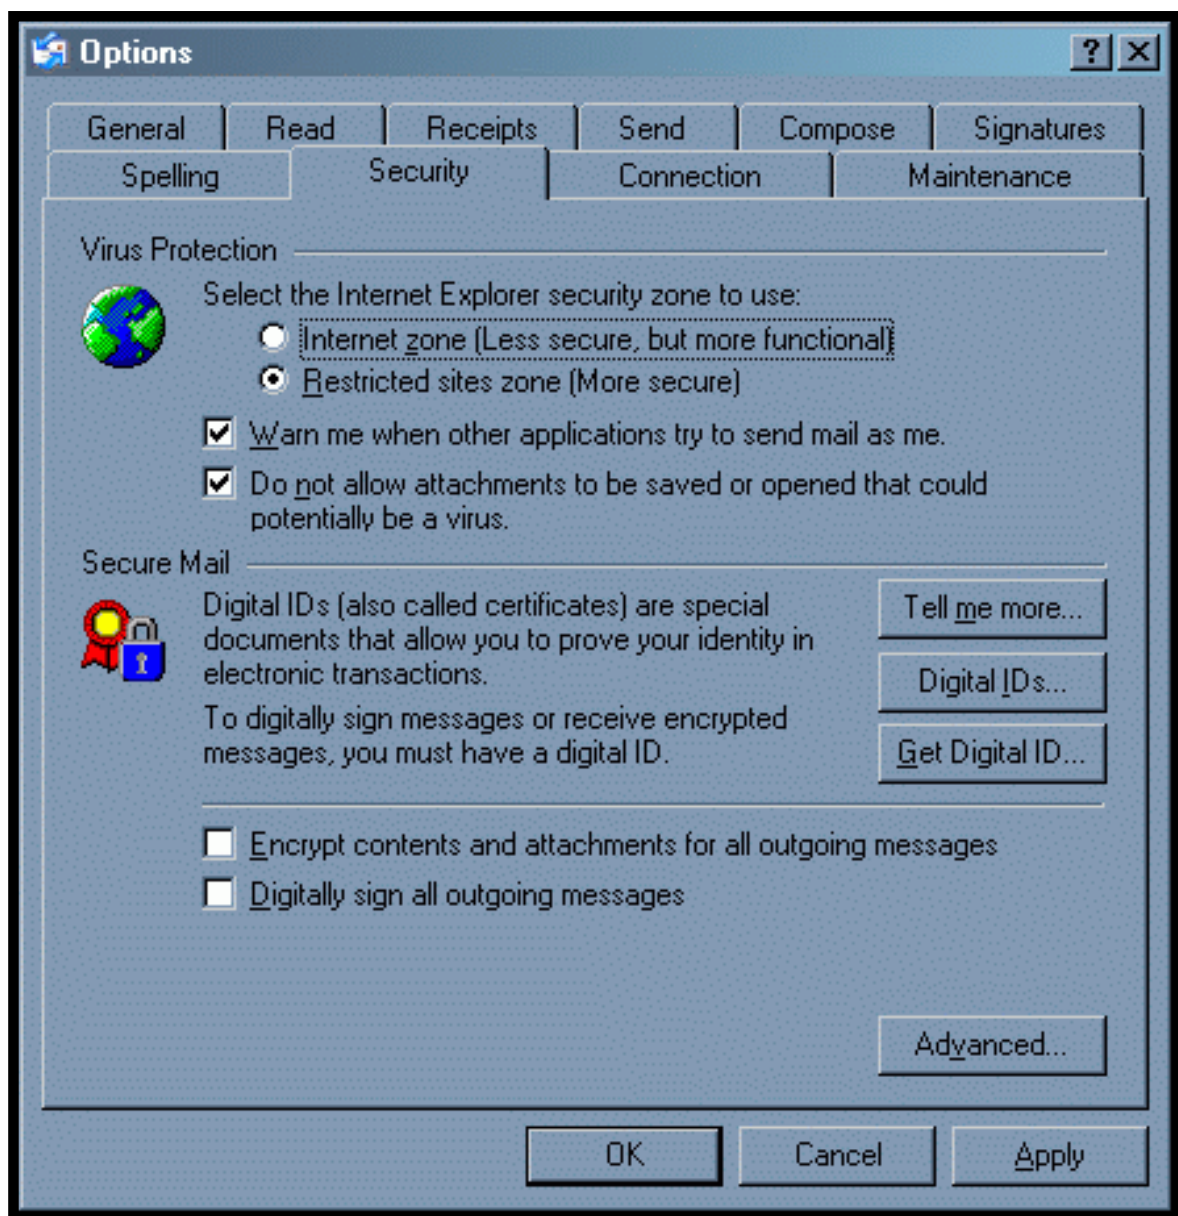 Options
General Read Receipts Send Compose Signatures
Spelling Security Connection Maintenance
Virus Protection
Select the Internet Explorer security zone to use:
Internet zone (Less secure, but more functional)
Restricted sites zone (More secure)
Warn me when other applications try to send mail as me.
Do not allow attachments to be saved or opened that could
potentially be a virus.
Secure Mail
Digital IDs (also called certificates) are special
documents that allow you to prove your identity in
electronic transactions.
Tell me more...
Digital IDs...
To digitally sign messages or receive encrypted
messages, you must have a digital ID.
Get Digital ID...
Encrypt contents and attachments for all outgoing messages
Digitally sign all outgoing messages
Advanced...
OK Cancel Apply